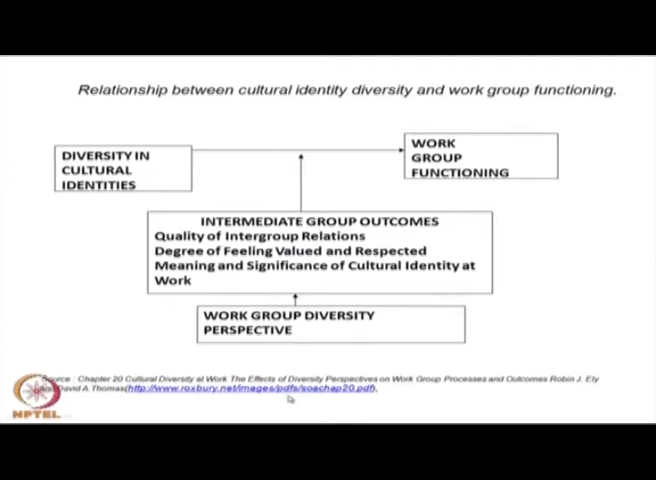 Relationship between cultural identity diversity and work group functioning.
DIVERSITY IN
CULTURAL
IDENTITIES
WORK
GROUP
FUNCTIONING
INTERMEDIATE GROUP OUTCOMES
Quality of Intergroup Relations
Degree of Feeling Valued and Respected
Meaning and Significance of Cultural Identity at
Work
WORK GROUP DIVERSITY
PERSPECTIVE
Source : Chapter 20 Cultural Diversity at Work The Effects of Diversity Perspectives on Work Group Processes and Outcomes Robin J. Ely
and David A Thomas(http://www.roxbury.net/images/pdfs/soachap20.pdf),
NPTEL